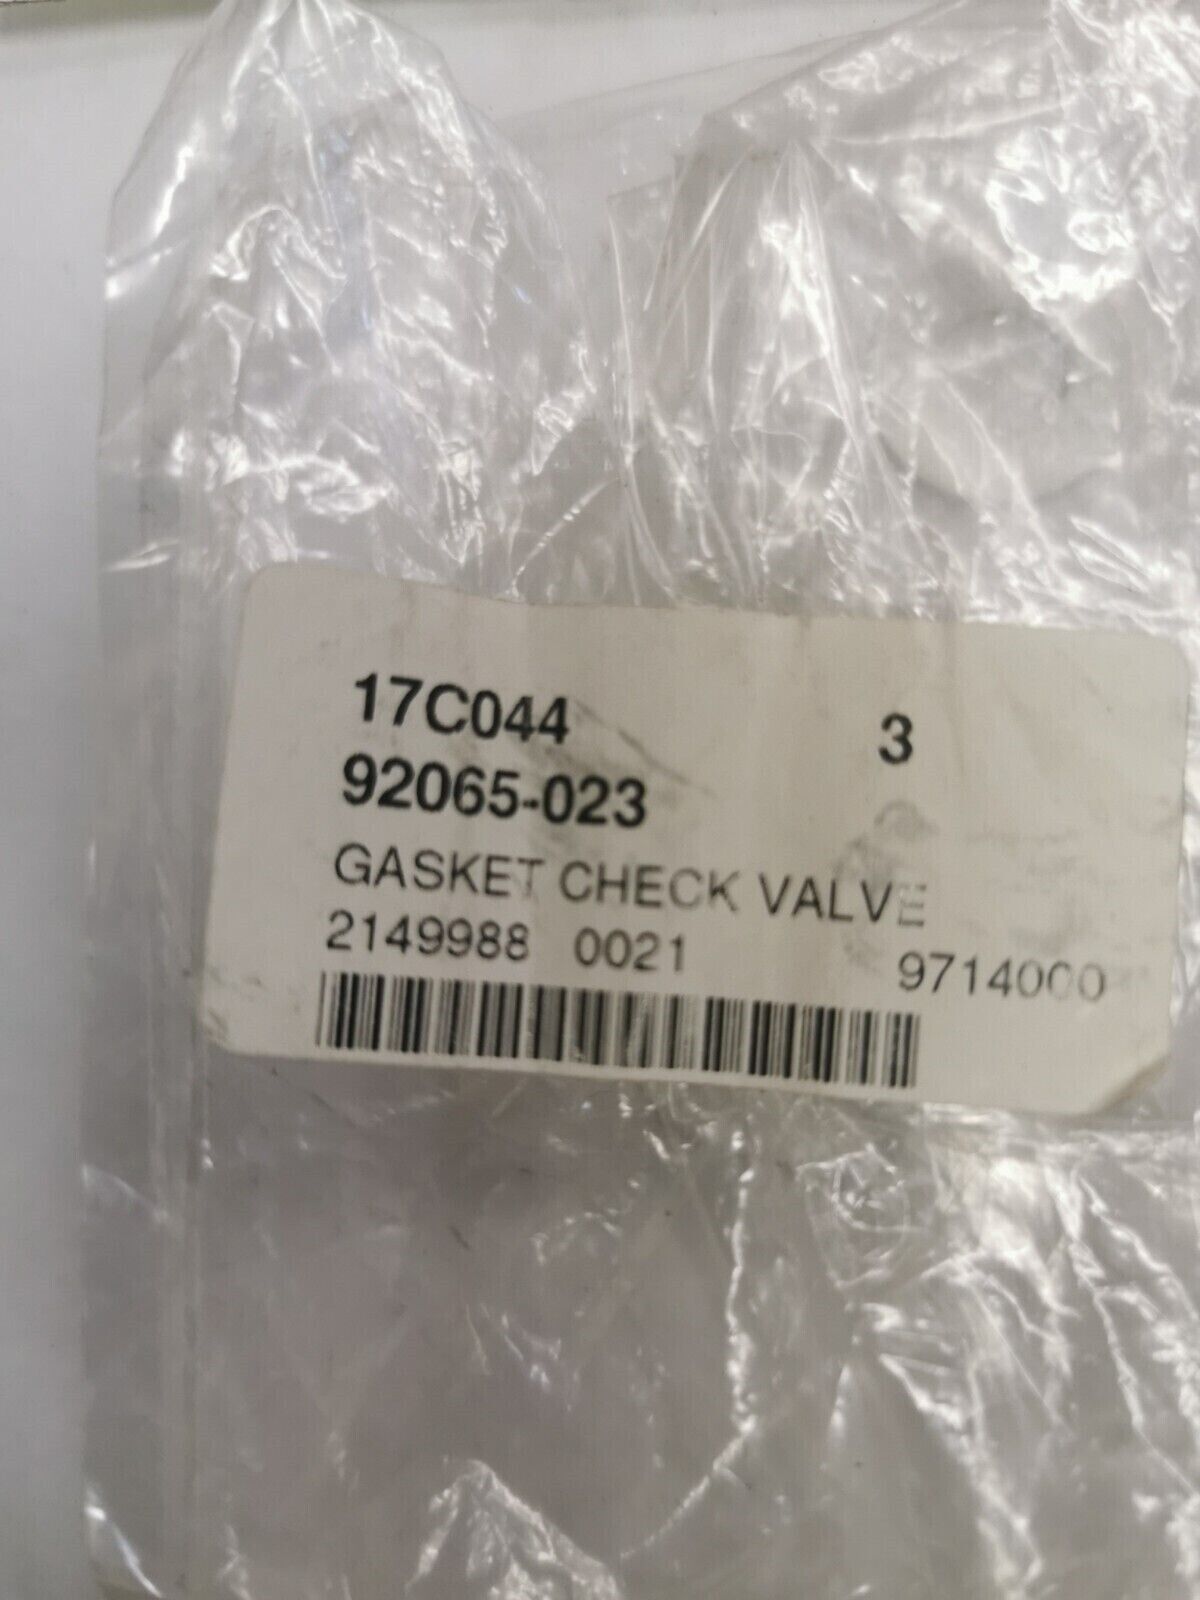 17C044 3
92065-023
GASKET CHECK VALVE
2149988 0021 9714000